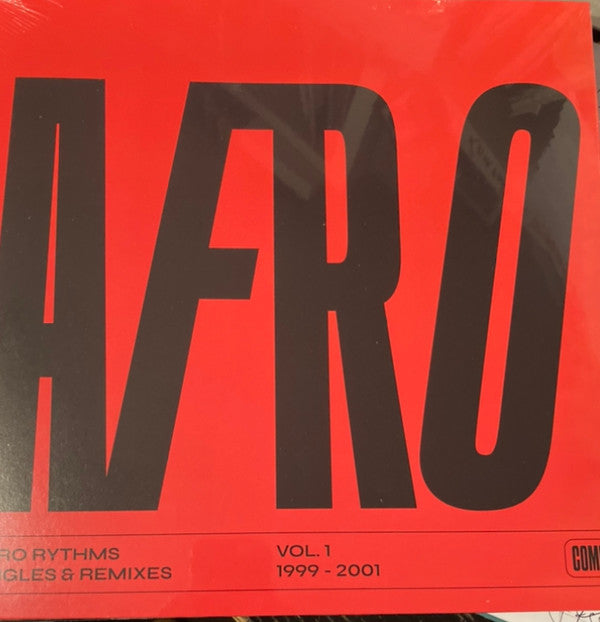 AFRO
RO RYTHMS
GLES & REMIXES
VOL. 1
1999 - 2001
COM